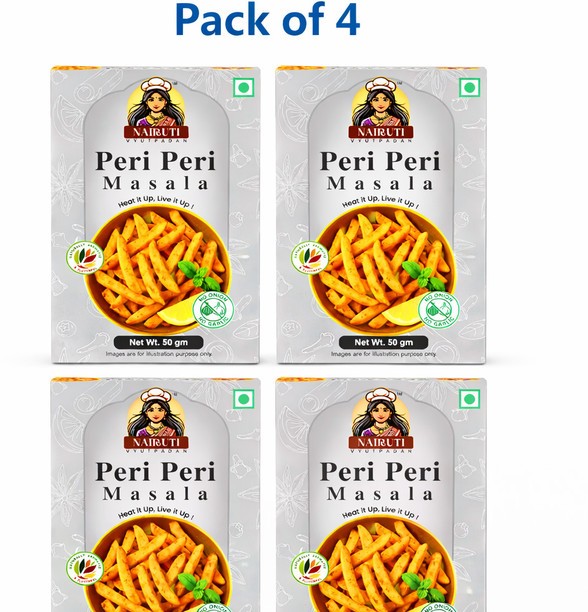 Pack of 4
NAIRUTI
VYUTPADAN
Peri Peri
Masala
Heat it Up, Live it Up !
NO ONION
NO GARLIC
Net Wt. 50 gm
Images are for illustration purpose only.
NAIRUTI
VYUTPADAN
Peri Peri
Masala
Heat it Up, Live it Up !
NO ONION
NO GARLIC
Net Wt. 50 gm
Images are for illustration purpose only.
NAIRUTI
VYUTPADAN
Peri Peri
Masala
Heat it Up, Live it Up !
NAIRUTI
VYUTPADAN
Peri Peri
Masala
Heat it Up, Live it Up !